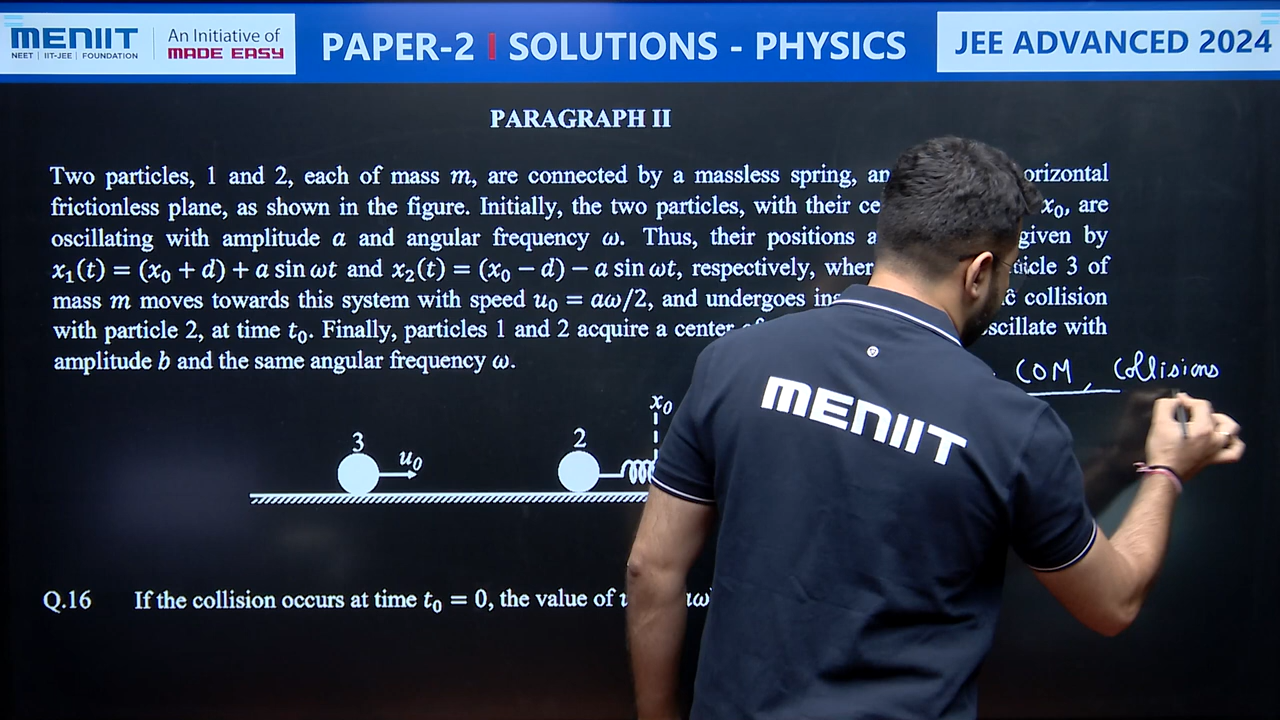 MENIIT
NEET | IIT-JEE | FOUNDATION
An Initiative of
MADE EASY
PAPER-2 | SOLUTIONS - PHYSICS
JEE ADVANCED 2024
PARAGRAPH II
Two particles, 1 and 2, each of mass m, are connected by a massless spring, an orizontal
frictionless plane, as shown in the figure. Initially, the two particles, with their ce x₀, are
oscillating with amplitude a and angular frequency ω. Thus, their positions a given by
x₁(t) = (x₀ + d) + a sin ωt and x₂(t) = (x₀ − d) − a sin ωt, respectively, wher ticle 3 of
mass m moves towards this system with speed u₀ = aω/2, and undergoes ins c collision
with particle 2, at time t₀. Finally, particles 1 and 2 acquire a center of scillate with
amplitude b and the same angular frequency ω.
COM, Collisions
x₀
3
u₀
2
MENIIT
Q.16 If the collision occurs at time t₀ = 0, the value of aω